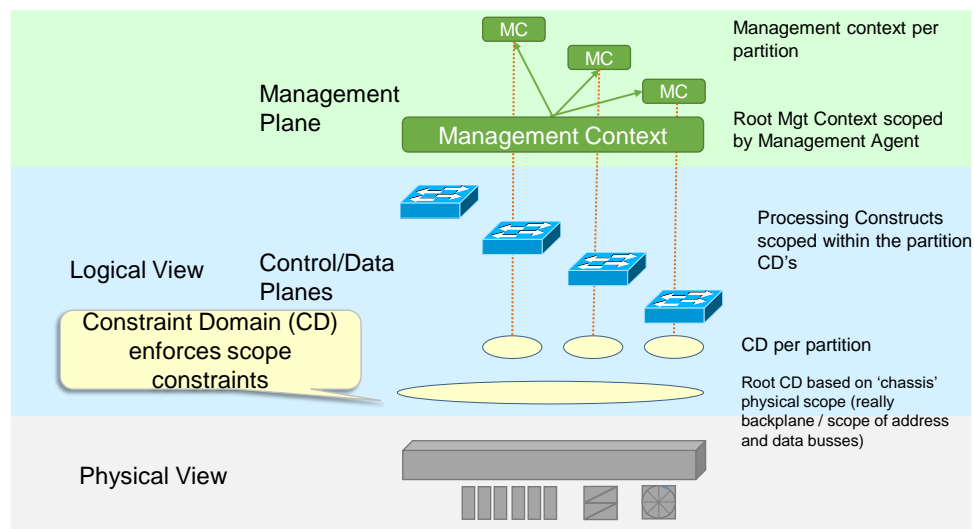 MC
Management context per
partition
MC
MC
Management
Plane
Root Mgt Context scoped
by Management Agent
Management Context
Processing Constructs
scoped within the partition
CD's
Logical View
Control/Data
Planes
Constraint Domain (CD)
enforces scope
constraints
CD per partition
Root CD based on ‘chassis’
physical scope (really
backplane / scope of address
and data busses)
Physical View